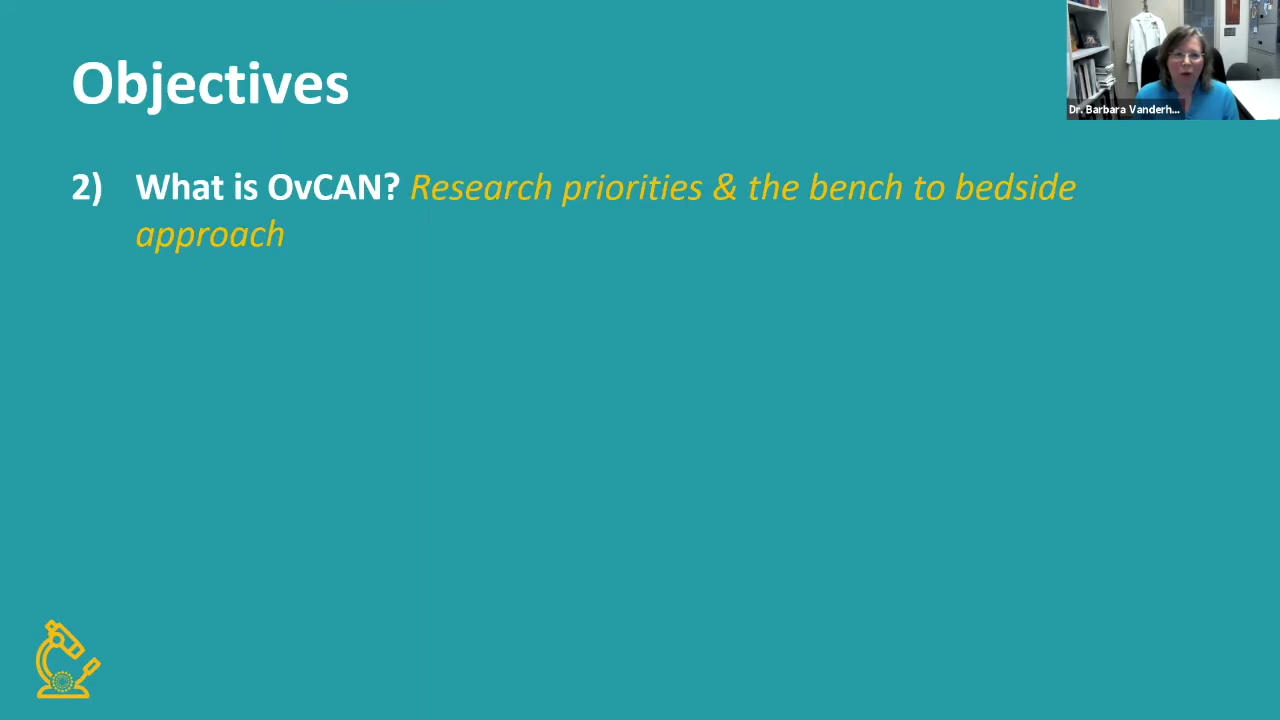 Objectives
Dr. Barbara Vanderh...
2) What is OvCAN? Research priorities & the bench to bedside
approach